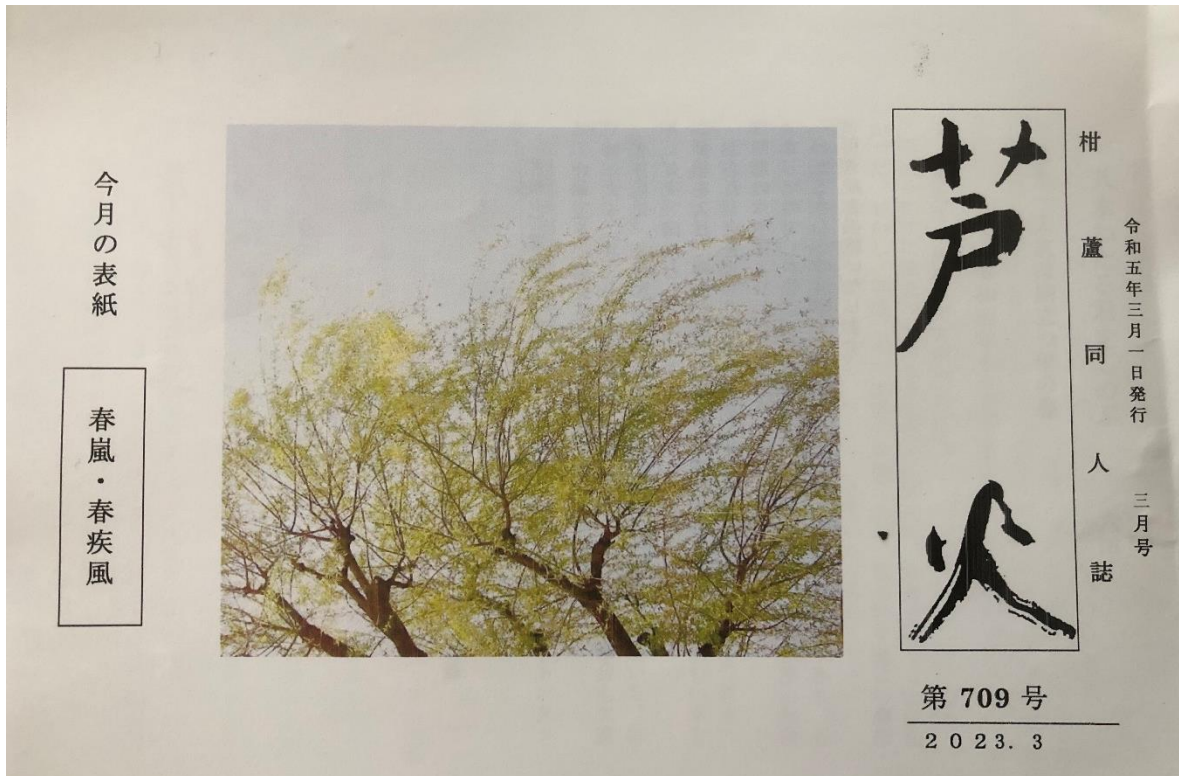 令和五年三月一日発行　三月号
柑蘆同人誌
芦火
第709号
2023.3
今月の表紙
春嵐・春疾風